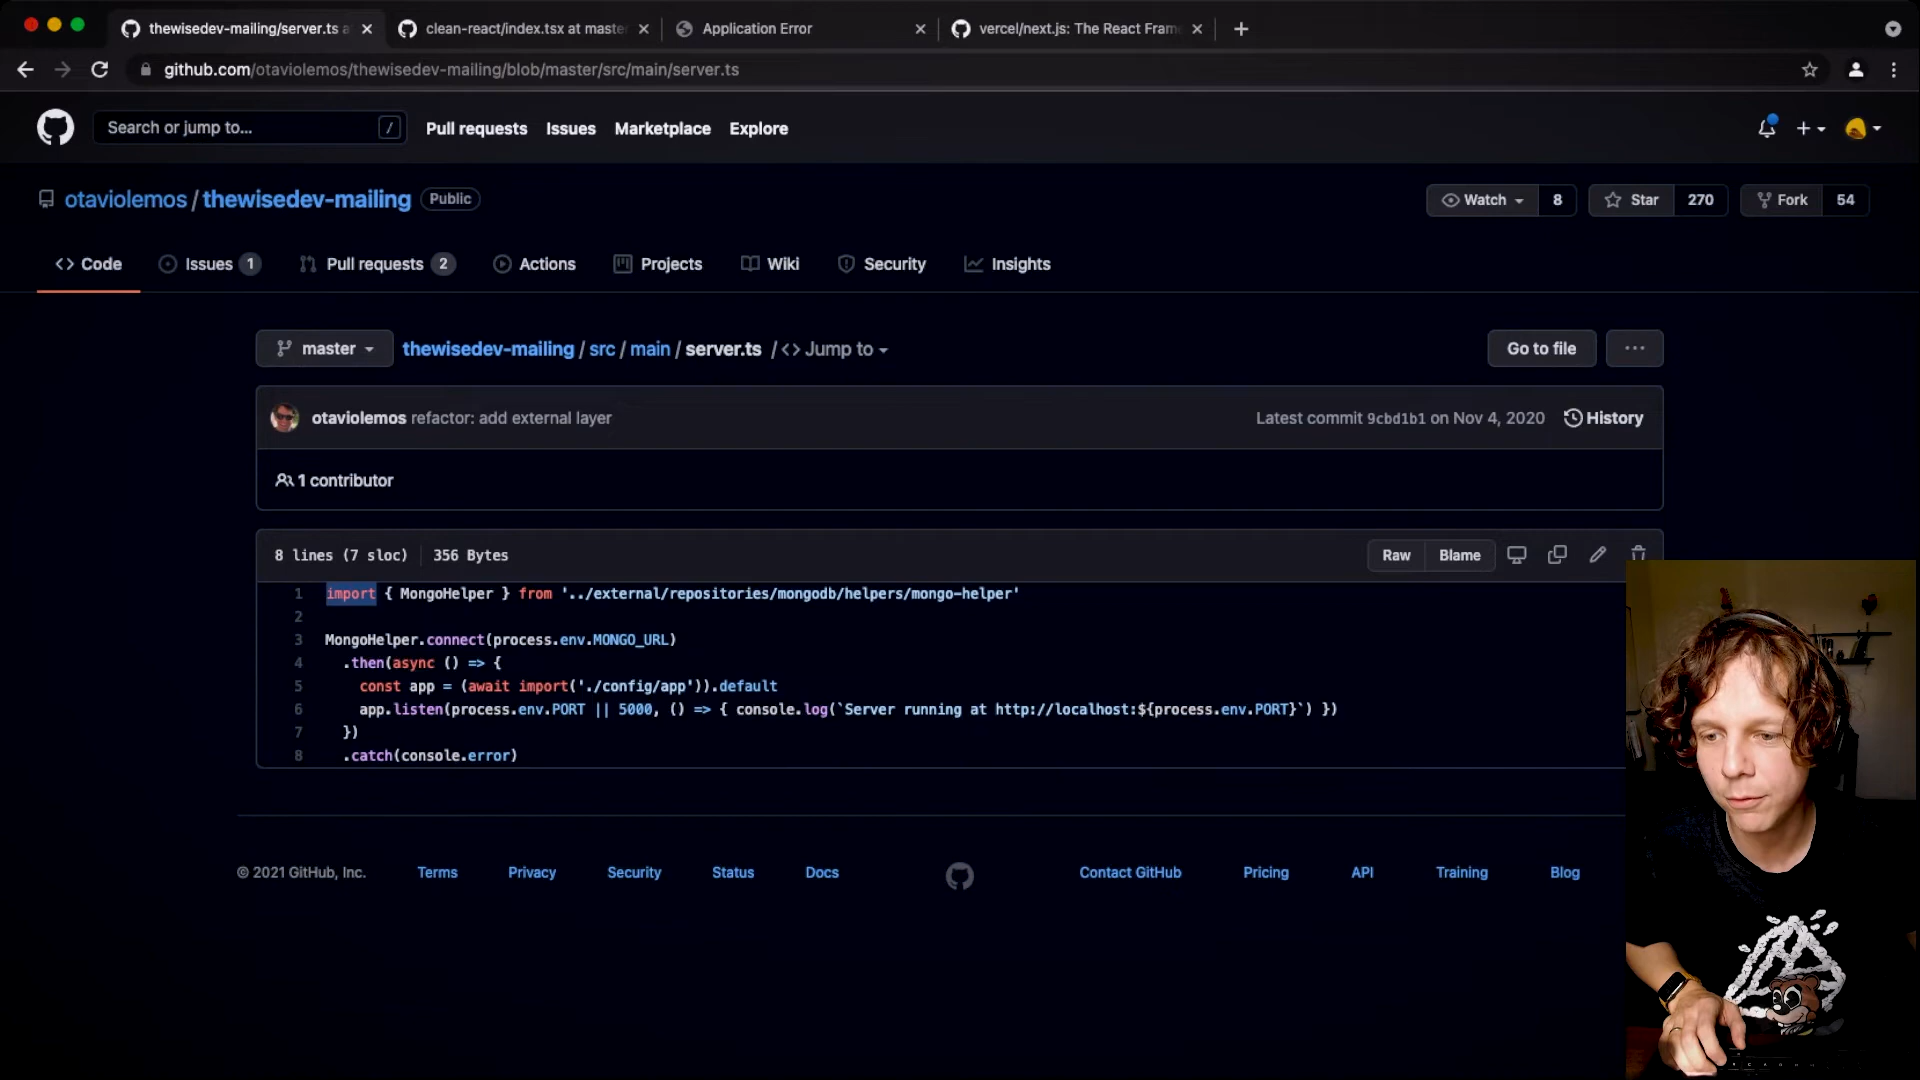 thewisedev-mailing/server.ts a
clean-react/index.tsx at maste
Application Error
vercel/next.js: The React Fram
github.com/otaviolemos/thewisedev-mailing/blob/master/src/main/server.ts
Search or jump to...
/
Pull requests
Issues
Marketplace
Explore
otaviolemos / thewisedev-mailing
Public
Watch
8
Star
270
Fork
54
Code
Issues 1
Pull requests 2
Actions
Projects
Wiki
Security
Insights
master
thewisedev-mailing / src / main / server.ts / <> Jump to
Go to file
...
otaviolemos refactor: add external layer
Latest commit 9cbd1b1 on Nov 4, 2020
History
1 contributor
8 lines (7 sloc)
356 Bytes
Raw
Blame
1 import { MongoHelper } from '../external/repositories/mongodb/helpers/mongo-helper'
2
3 MongoHelper.connect(process.env.MONGO_URL)
4 .then(async () => {
5 const app = (await import('./config/app')).default
6 app.listen(process.env.PORT || 5000, () => { console.log(`Server running at http://localhost:${process.env.PORT}`) })
7 })
8 .catch(console.error)
© 2021 GitHub, Inc.
Terms
Privacy
Security
Status
Docs
Contact GitHub
Pricing
API
Training
Blog